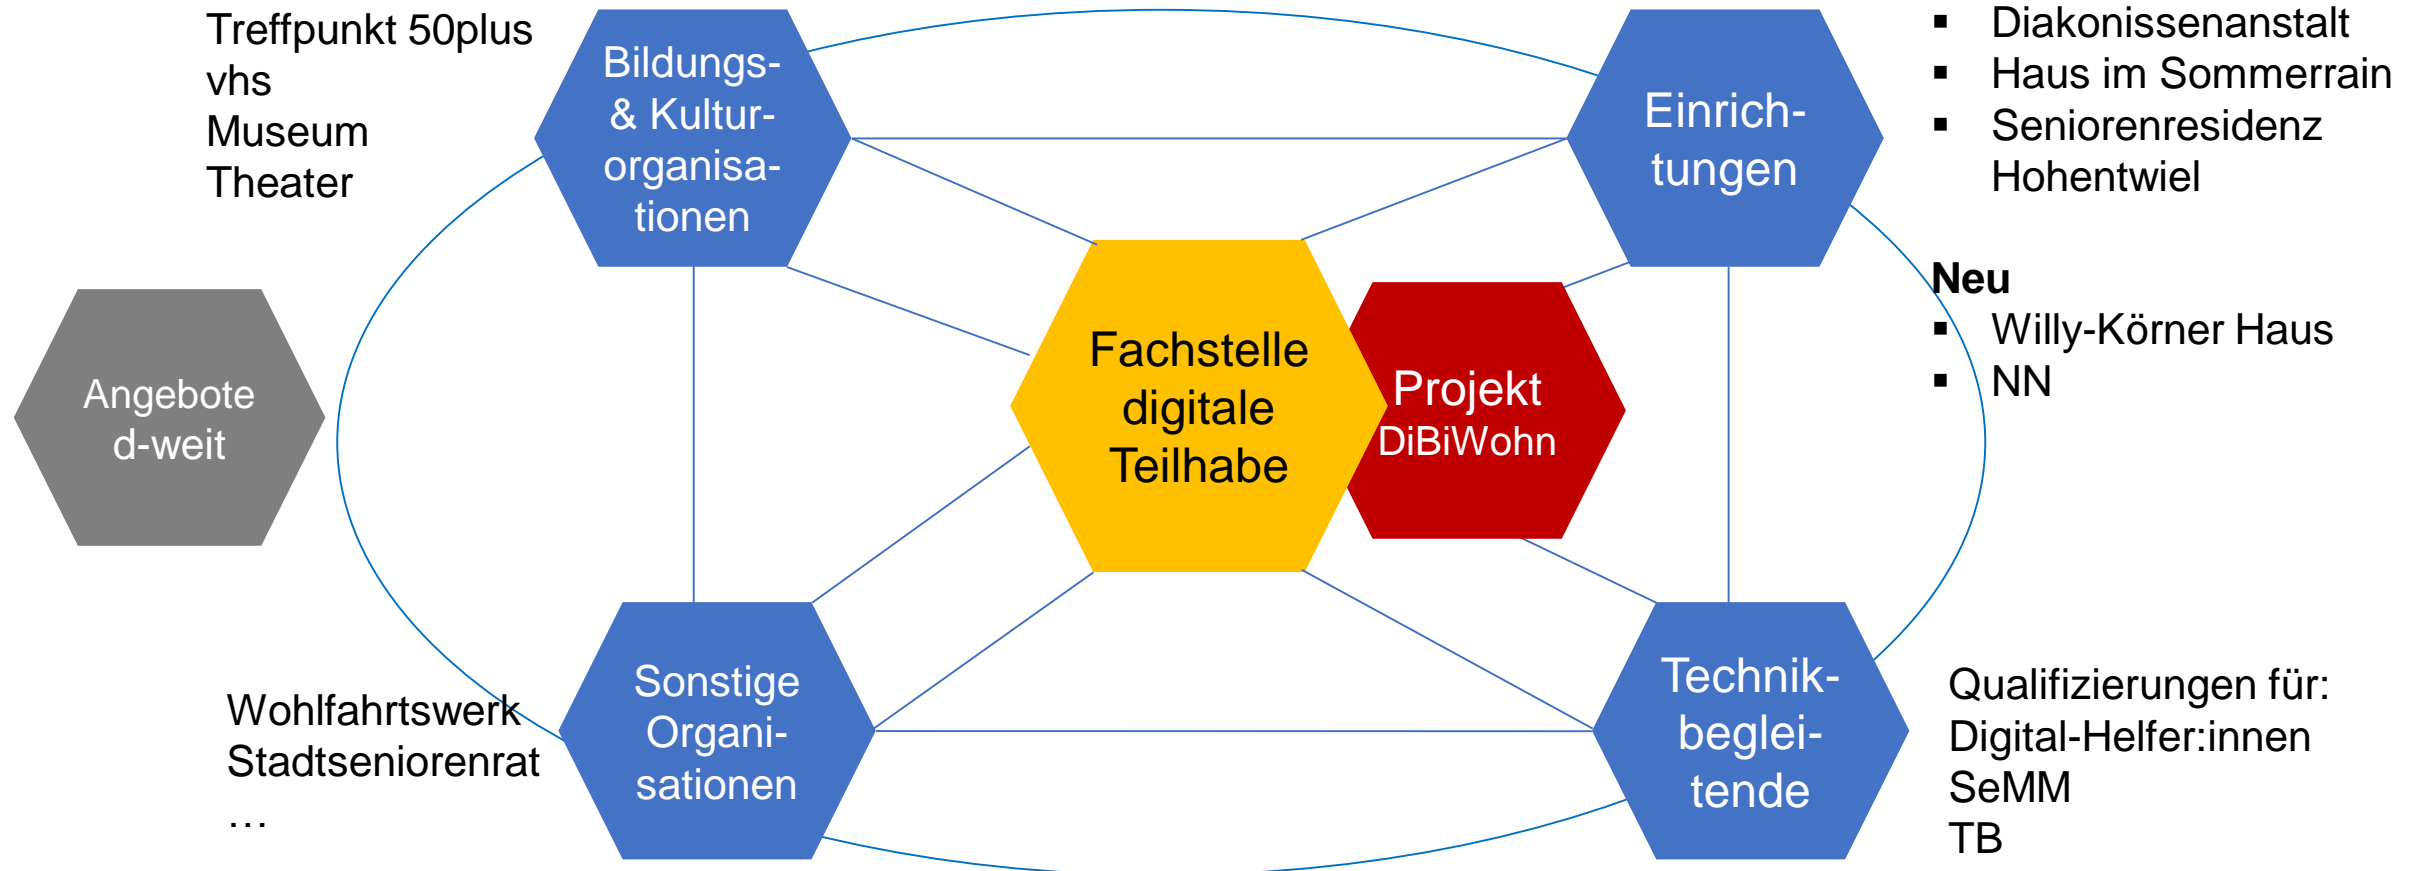 Treffpunkt 50plus
vhs
Museum
Theater
Bildungs-
& Kultur-
organisa-
tionen
Einrich-
tungen
▪ Diakonissenanstalt
▪ Haus im Sommerrain
▪ Seniorenresidenz
Hohentwiel
Neu
▪ Willy-Körner Haus
▪ NN
Angebote
d-weit
Fachstelle
digitale
Teilhabe
Projekt
DiBiWohn
Wohlfahrtswerk
Stadtseniorenrat
…
Sonstige
Organi-
sationen
Technik-
beglei-
tende
Qualifizierungen für:
Digital-Helfer:innen
SeMM
TB